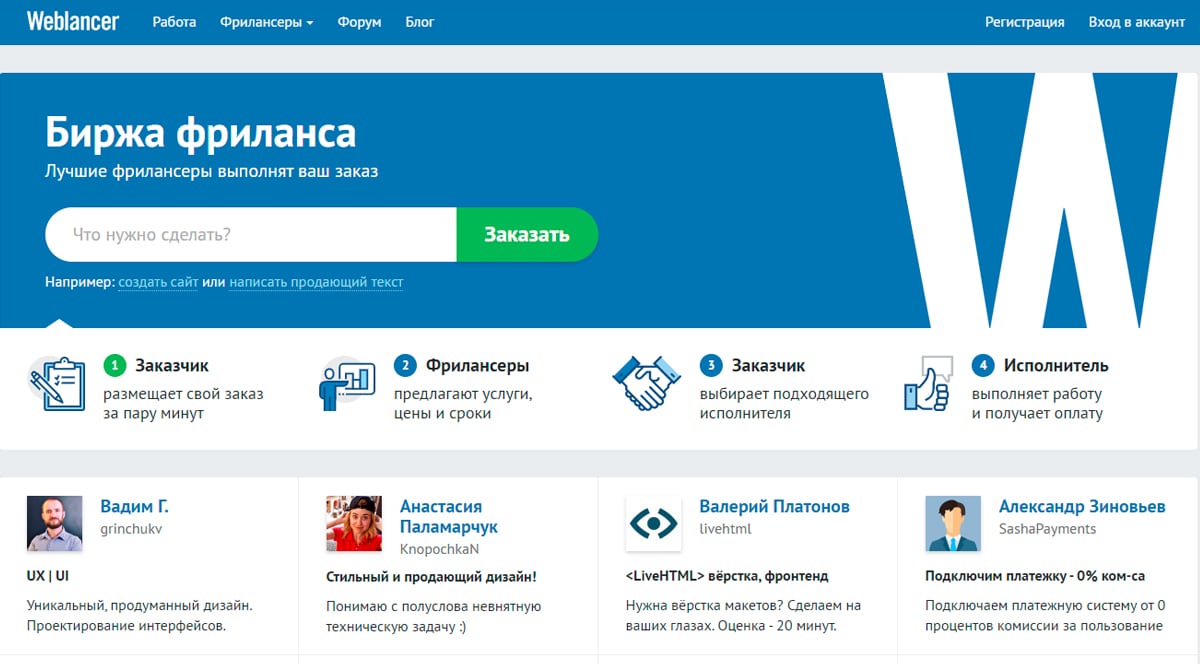 Weblancer Работа Фрилансеры Форум Блог Регистрация Вход в аккаунт
Биржа фриланса
Лучшие фрилансеры выполнят ваш заказ
Что нужно сделать? Заказать
Например: создать сайт или написать продающий текст
W
1 Заказчик
размещает свой заказ
за пару минут
2 Фрилансеры
предлагают услуги,
цены и сроки
3 Заказчик
выбирает подходящего
исполнителя
4 Исполнитель
выполняет работу
и получает оплату
Вадим Г.
grinchukv
UX | UI
Уникальный, продуманный дизайн.
Проектирование интерфейсов.
Анастасия
Паламарчук
KnopochkaN
Стильный и продающий дизайн!
Понимаю с полуслова невнятную
техническую задачу :)
Валерий Платонов
livehtml
<LiveHTML> вёрстка, фронтенд
Нужна вёрстка макетов? Сделаем на
ваших глазах. Оценка - 20 минут.
Александр Зиновьев
SashaPayments
Подключим платежку - 0% ком-са
Подключаем платежную систему от 0
процентов комиссии за пользование